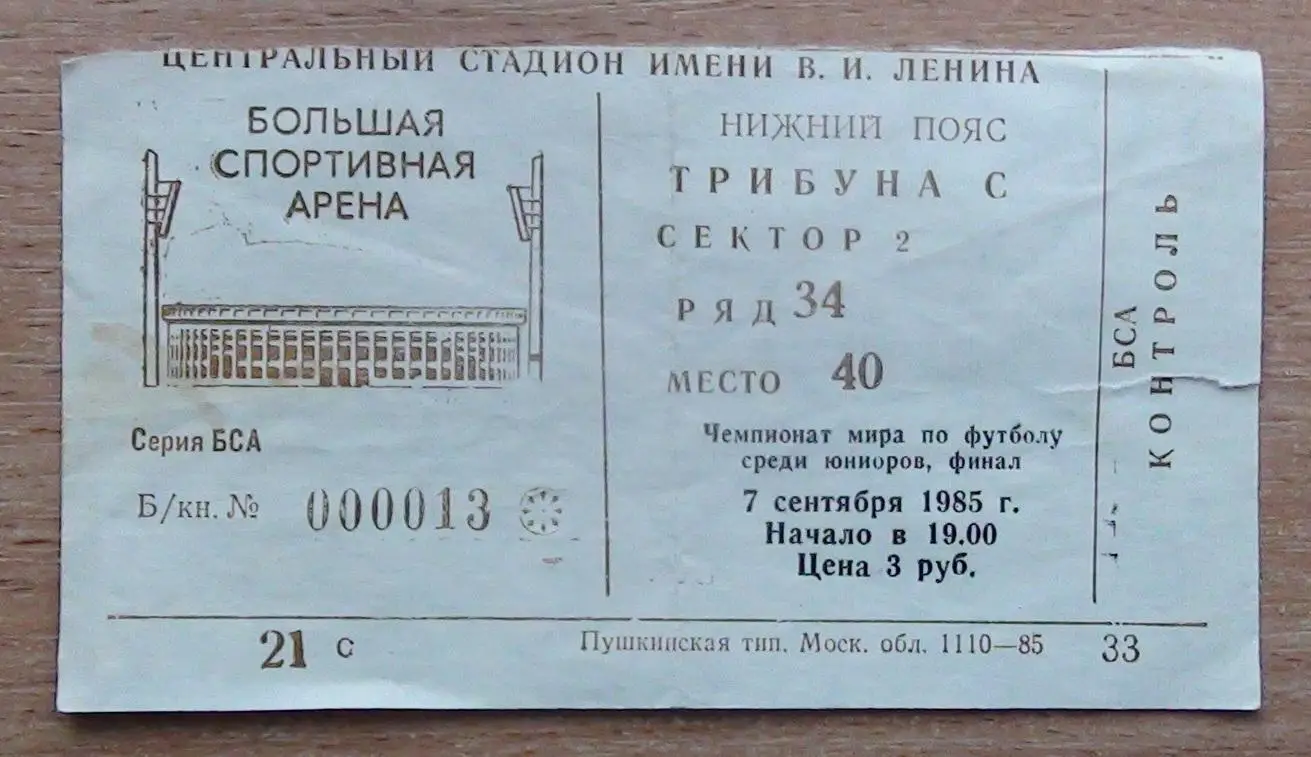 ЦЕНТРАЛЬНЫЙ СТАДИОН ИМЕНИ В. И. ЛЕНИНА
БОЛЬШАЯ
СПОРТИВНАЯ
АРЕНА
Серия БСА
Б/кн. № 000013
НИЖНИЙ ПОЯС
ТРИБУНА С
СЕКТОР 2
РЯД 34
МЕСТО 40
Чемпионат мира по футболу
среди юниоров, финал
7 сентября 1985 г.
Начало в 19.00
Цена 3 руб.
БСА
КОНТРОЛЬ
21 С
Пушкинская тип. Моск. обл. 1110—85
33